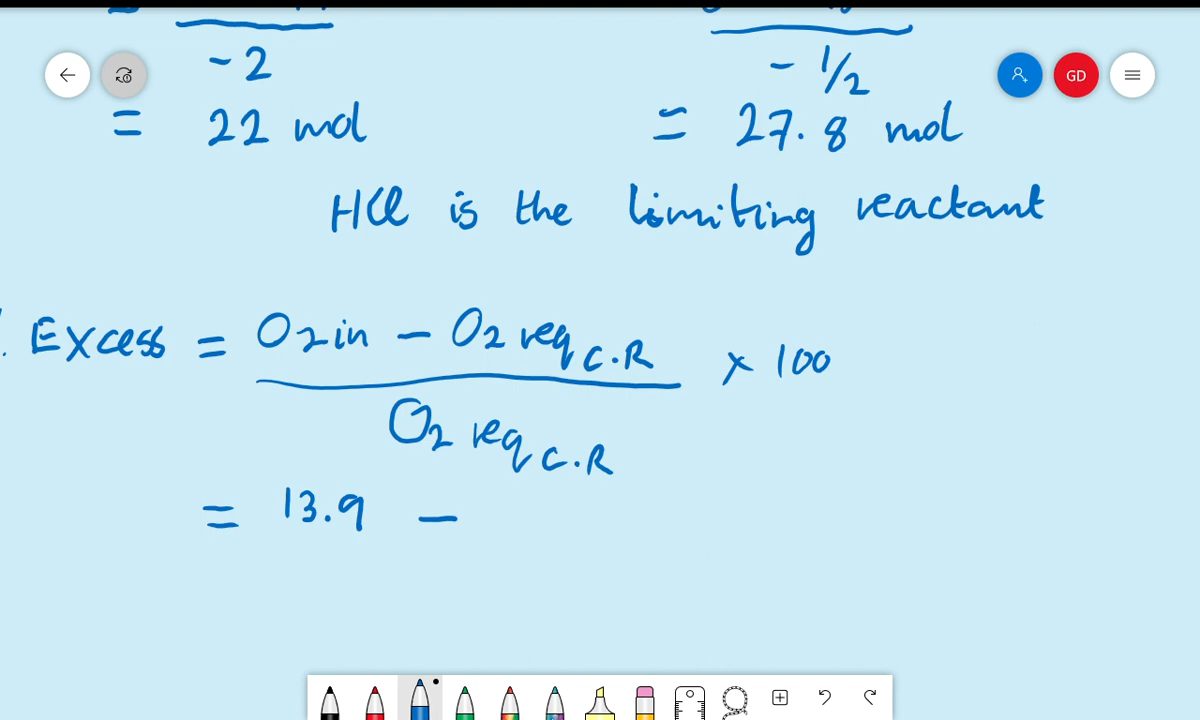 - 2
- 1/2
= 22 mol
= 27.8 mol
GD
HCl is the limiting reactant
. Excess = O2 in - O2 req C.R x 100
O2 req C.R
= 13.9 -